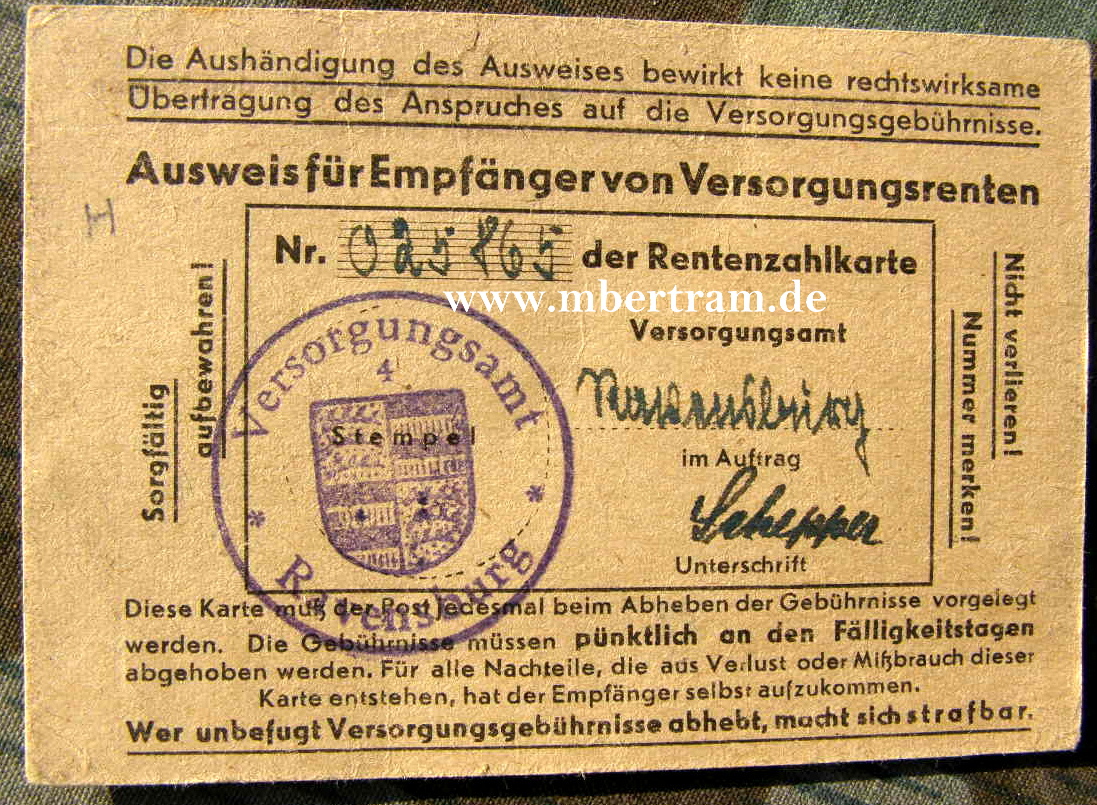 Die Aushändigung des Ausweises bewirkt keine rechtswirksame
Übertragung des Anspruches auf die Versorgungsgebührnisse.
Ausweis für Empfänger von Versorgungsrenten
H
Nr. 025865 der Rentenzahlkarte
www.mbertram.de
Versorgungsamt
Ravensburg
im Auftrag
Schepper
Unterschrift
Sorgfältig
aufbewahren!
Nicht verlieren!
Nummer merken!
Versorgungsamt
4
Stempel
* Ravensburg *
Diese Karte muß der Post jedesmal beim Abheben der Gebührnisse vorgelegt
werden. Die Gebührnisse müssen pünktlich an den Fälligkeitstagen
abgehoben werden. Für alle Nachteile, die aus Verlust oder Mißbrauch dieser
Karte entstehen, hat der Empfänger selbst aufzukommen.
Wer unbefugt Versorgungsgebührnisse abhebt, macht sich strafbar.